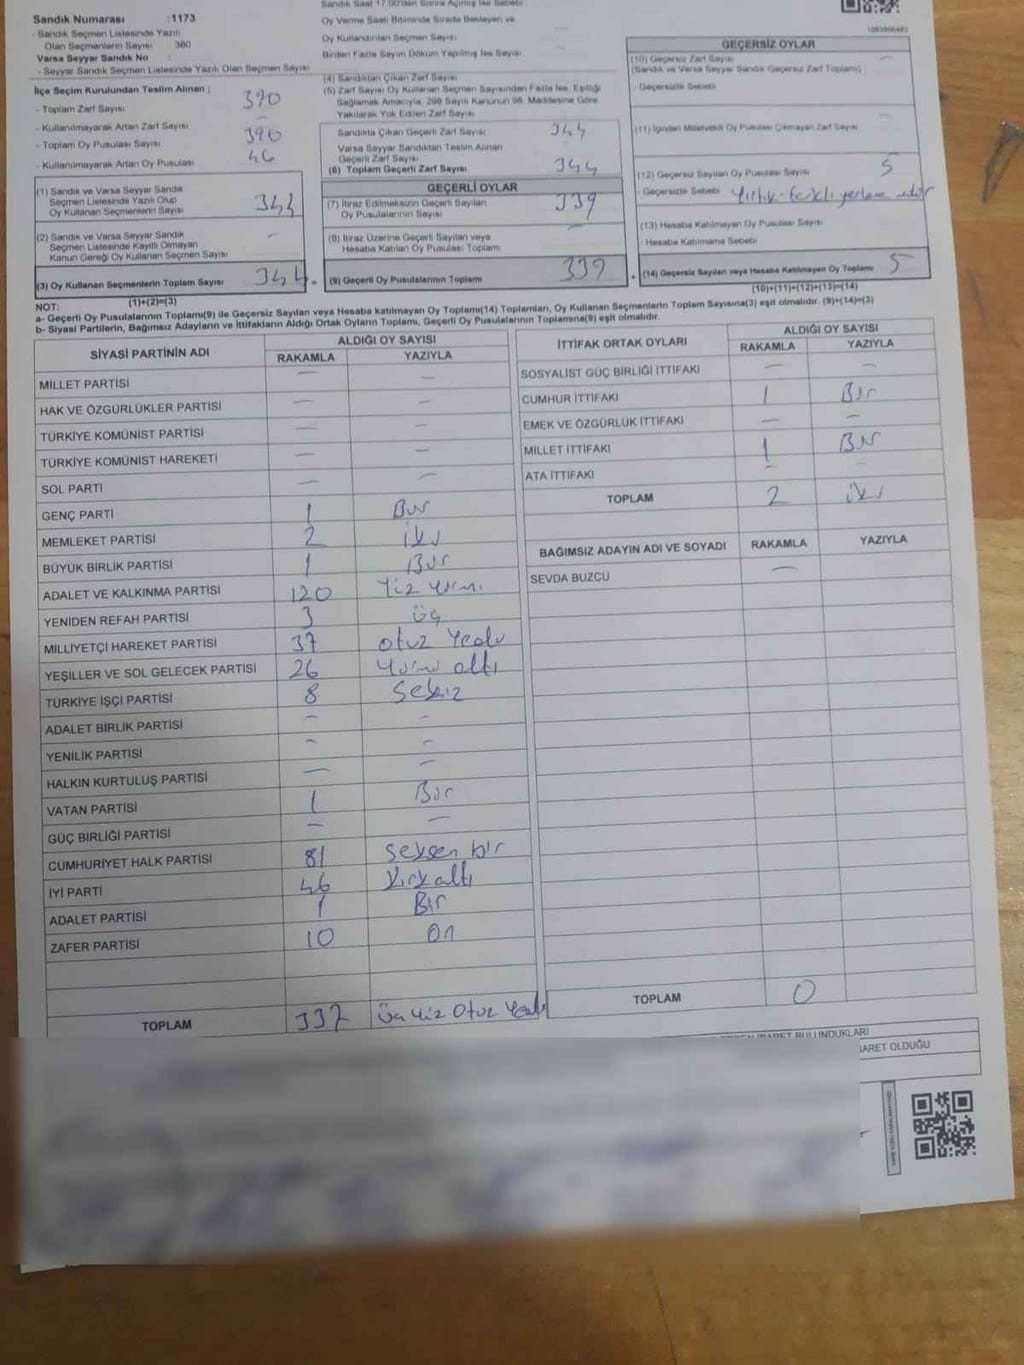 Sandık Numarası :1173
- Sandık Seçmen Listesinde Yazılı
Olan Seçmenlerin Sayısı : 380
Varsa Seyyar Sandık No :
- Seyyar Sandık Seçmen Listesinde Yazılı Olan Seçmen Sayısı
İlçe Seçim Kurulundan Teslim Alınan ;
- Toplam Zarf Sayısı 390
- Kullanılmayarak Artan Zarf Sayısı —
- Toplam Oy Pusulası Sayısı 390
- Kullanılmayarak Artan Oy Pusulası 46
(1) Sandık ve Varsa Seyyar Sandık
Seçmen Listesinde Yazılı Olup
Oy Kullanan Seçmenlerin Sayısı 344
(2) Sandık ve Varsa Seyyar Sandık
Seçmen Listesinde Kayıtlı Olmayan
Kanun Gereği Oy Kullanan Seçmen Sayısı —
(3) Oy Kullanan Seçmenlerin Toplam Sayısı 344
(1)+(2)=(3)
Sandık Saat 17.00'den Sonra Açılmış İse Sebebi
Oy Verme Saati Bitiminde Sırada Bekleyen ve
Oy Kullandırılan Seçmen Sayısı
Birden Fazla Sayım Döküm Yapılmış İse Sayısı
(4) Sandıktan Çıkan Zarf Sayısı
(5) Zarf Sayısı Oy Kullanan Seçmen Sayısından Fazla İse, Eşitliği
Sağlamak Amacıyla, 298 Sayılı Kanunun 98. Maddesine Göre
Yakılarak Yok Edilen Zarf Sayısı
Sandıkta Çıkan Geçerli Zarf Sayısı 344
Varsa Seyyar Sandıktan Teslim Alınan
Geçerli Zarf Sayısı
(6) Toplam Geçerli Zarf Sayısı 344
GEÇERLİ OYLAR
(7) İtiraz Edilmeksizin Geçerli Sayılan
Oy Pusulalarının Sayısı 339
(8) İtiraz Üzerine Geçerli Sayılan veya
Hesaba Katılan Oy Pusulası Toplamı —
(9) Geçerli Oy Pusulalarının Toplamı 339
GEÇERSİZ OYLAR
(10) Geçersiz Zarf Sayısı —
(Sandık ve Varsa Seyyar Sandık Geçersiz Zarf Toplamı)
- Geçersizlik Sebebi
(11) İçinden Milletvekili Oy Pusulası Çıkmayan Zarf Sayısı —
(12) Geçersiz Sayılan Oy Pusulası Sayısı 5
- Geçersizlik Sebebi Yırtık-farklı yerlere
(13) Hesaba Katılmayan Oy Pusulası Sayısı
- Hesaba Katılmama Sebebi
(14) Geçersiz Sayılan veya Hesaba Katılmayan Oy Toplamı 5
(10)+(11)+(12)+(13)=(14)
NOT:
a- Geçerli Oy Pusulalarının Toplamı(9) ile Geçersiz Sayılan veya Hesaba katılmayan Oy Toplamı(14) Toplamları, Oy Kullanan Seçmenlerin Toplam Sayısına(3) eşit olmalıdır. (9)+(14)=(3)
b- Siyasi Partilerin, Bağımsız Adayların ve İttifakların Aldığı Ortak Oyların Toplamı, Geçerli Oy Pusulalarının Toplamına(9) eşit olmalıdır.
SİYASİ PARTİNİN ADI ALDIĞI OY SAYISI
RAKAMLA YAZIYLA
MİLLET PARTİSİ — —
HAK VE ÖZGÜRLÜKLER PARTİSİ — —
TÜRKİYE KOMÜNİST PARTİSİ — —
TÜRKİYE KOMÜNİST HAREKETİ — —
SOL PARTİ — —
GENÇ PARTİ 1 Bir
MEMLEKET PARTİSİ 2 iki
BÜYÜK BİRLİK PARTİSİ 1 Bir
ADALET VE KALKINMA PARTİSİ 120 Yüz yirmi
YENİDEN REFAH PARTİSİ 3 üç
MİLLİYETÇİ HAREKET PARTİSİ 37 otuz Yedi
YEŞİLLER VE SOL GELECEK PARTİSİ 26 Yirmi altı
TÜRKİYE İŞÇİ PARTİSİ 8 Sekiz
ADALET BİRLİK PARTİSİ — —
YENİLİK PARTİSİ — —
HALKIN KURTULUŞ PARTİSİ — —
VATAN PARTİSİ 1 Bir
GÜÇ BİRLİĞİ PARTİSİ — —
CUMHURİYET HALK PARTİSİ 81 Seksen bir
İYİ PARTİ 46 Kırk altı
ADALET PARTİSİ 1 Bir
ZAFER PARTİSİ 10 On
TOPLAM 337 Üç Yüz Otuz Yedi
İTTİFAK ORTAK OYLARI ALDIĞI OY SAYISI
RAKAMLA YAZIYLA
SOSYALİST GÜÇ BİRLİĞİ İTTİFAKI — —
CUMHUR İTTİFAKI 1 Bir
EMEK VE ÖZGÜRLÜK İTTİFAKI — —
MİLLET İTTİFAKI 1 Bir
ATA İTTİFAKI — —
TOPLAM 2 iki
BAĞIMSIZ ADAYIN ADI VE SOYADI RAKAMLA YAZIYLA
SEVDA BUZCU —
TOPLAM 0
İŞARET BULUNDUKLARI
OLDUĞU